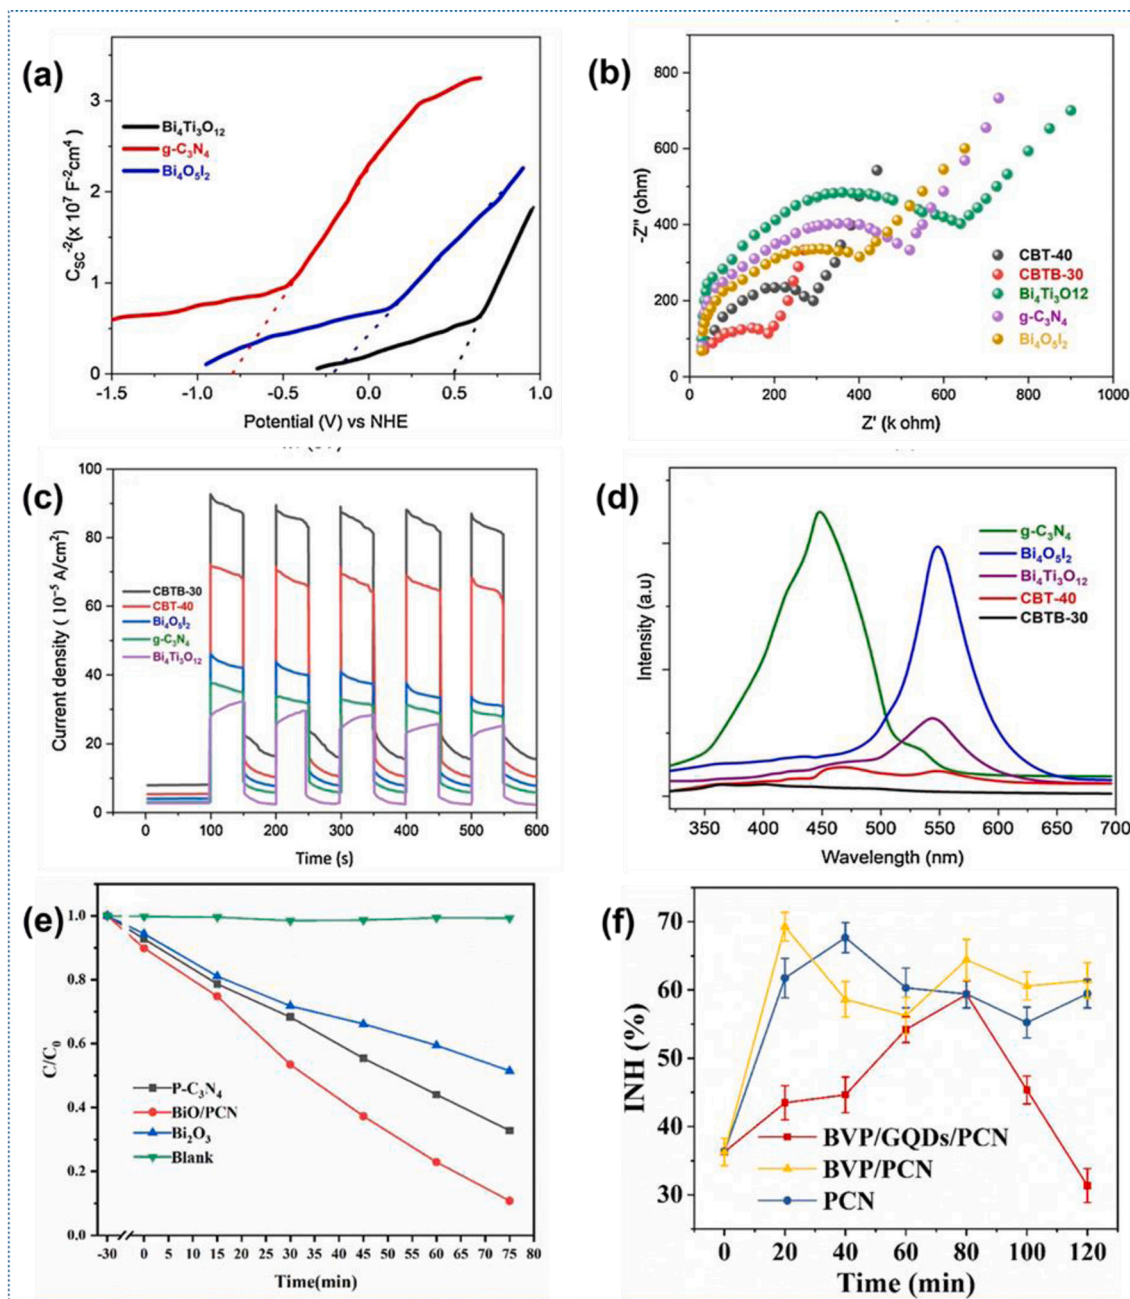 (a)
C_SC^-2 (x 10^7 F^-2cm^4)
3
2
1
0
Bi4Ti3O12
g-C3N4
Bi4O5I2
-1.5 -1.0 -0.5 0.0 0.5 1.0
Potential (V) vs NHE
(b)
-Z'' (ohm)
800
600
400
200
0
CBT-40
CBTB-30
Bi4Ti3O12
g-C3N4
Bi4O5I2
0 200 400 600 800 1000
Z' (k ohm)
(c)
Current density ( 10^-5 A/cm^2)
100
80
60
40
20
0
CBTB-30
CBT-40
Bi4O5I2
g-C3N4
Bi4Ti3O12
0 100 200 300 400 500 600
Time (s)
(d)
Intensity (a.u)
g-C3N4
Bi4O5I2
Bi4Ti3O12
CBT-40
CBTB-30
350 400 450 500 550 600 650 700
Wavelength (nm)
(e)
C/C0
1.0
0.8
0.6
0.4
0.2
0.0
P-C3N4
BiO/PCN
Bi2O3
Blank
-30 0 5 10 15 20 25 30 35 40 45 50 55 60 65 70 75 80
Time(min)
(f)
INH (%)
70
60
50
40
30
BVP/GQDs/PCN
BVP/PCN
PCN
0 20 40 60 80 100 120
Time (min)